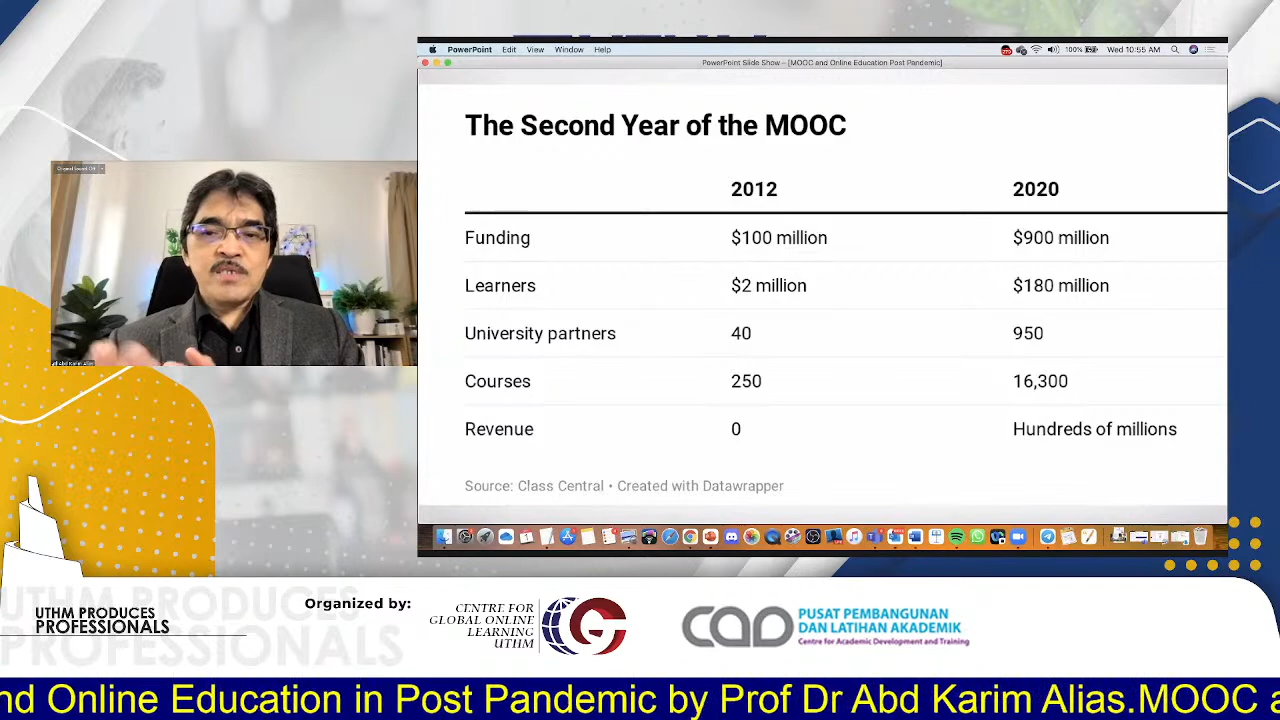 PowerPoint Edit View Window Help
100% Wed 10:55 AM
PowerPoint Slide Show – [MOOC and Online Education Post Pandemic]
The Second Year of the MOOC
2012 2020
Funding $100 million $900 million
Learners $2 million $180 million
University partners 40 950
Courses 250 16,300
Revenue 0 Hundreds of millions
Source: Class Central • Created with Datawrapper
UTHM PRODUCES
PROFESSIONALS
UTHM PRODUCES
PROFESSIONALS
Organized by:
CENTRE FOR
GLOBAL ONLINE
LEARNING
UTHM
G
CAD
PUSAT PEMBANGUNAN
DAN LATIHAN AKADEMIK
Centre for Academic Development and Training
nd Online Education in Post Pandemic by Prof Dr Abd Karim Alias.MOOC a